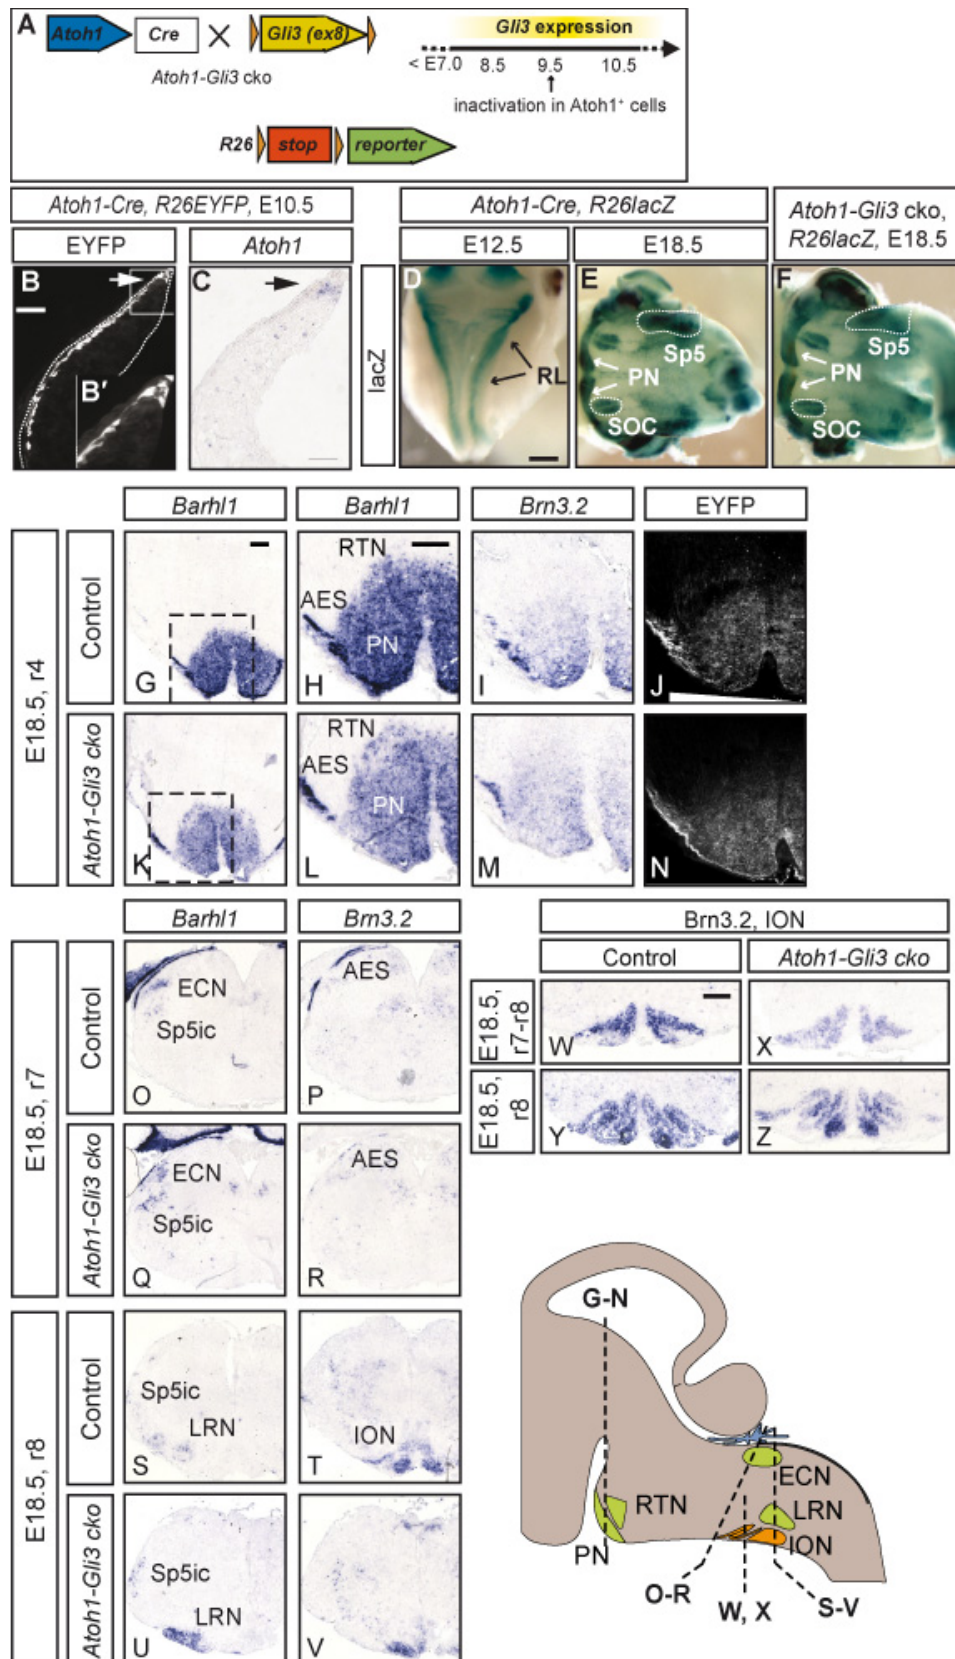 A
Atoh1 Cre X Gli3 (ex8)
Atoh1-Gli3 cko
Gli3 expression
< E7.0 8.5 9.5 10.5
inactivation in Atoh1⁺ cells
R26 stop reporter
Atoh1-Cre, R26EYFP, E10.5
EYFP Atoh1
B
B'
C
Atoh1-Cre, R26lacZ
E12.5 E18.5
Atoh1-Gli3 cko,
R26lacZ, E18.5
lacZ
D
RL
E
Sp5
PN
SOC
F
Sp5
PN
SOC
Barhl1 Barhl1 Brn3.2 EYFP
E18.5, r4
Control
G
RTN
AES
PN
H
I
J
Atoh1-Gli3 cko
K
RTN
AES
PN
L
M
N
Barhl1 Brn3.2
E18.5, r7
Control
ECN
Sp5ic
O
AES
P
Atoh1-Gli3 cko
ECN
Sp5ic
Q
AES
R
E18.5, r8
Control
Sp5ic
LRN
S
ION
T
Atoh1-Gli3 cko
Sp5ic
LRN
U
V
Brn3.2, ION
Control Atoh1-Gli3 cko
E18.5,
r7-r8
W
X
E18.5,
r8
Y
Z
G-N
ECN
RTN
LRN
PN
ION
O-R
W, X
S-V